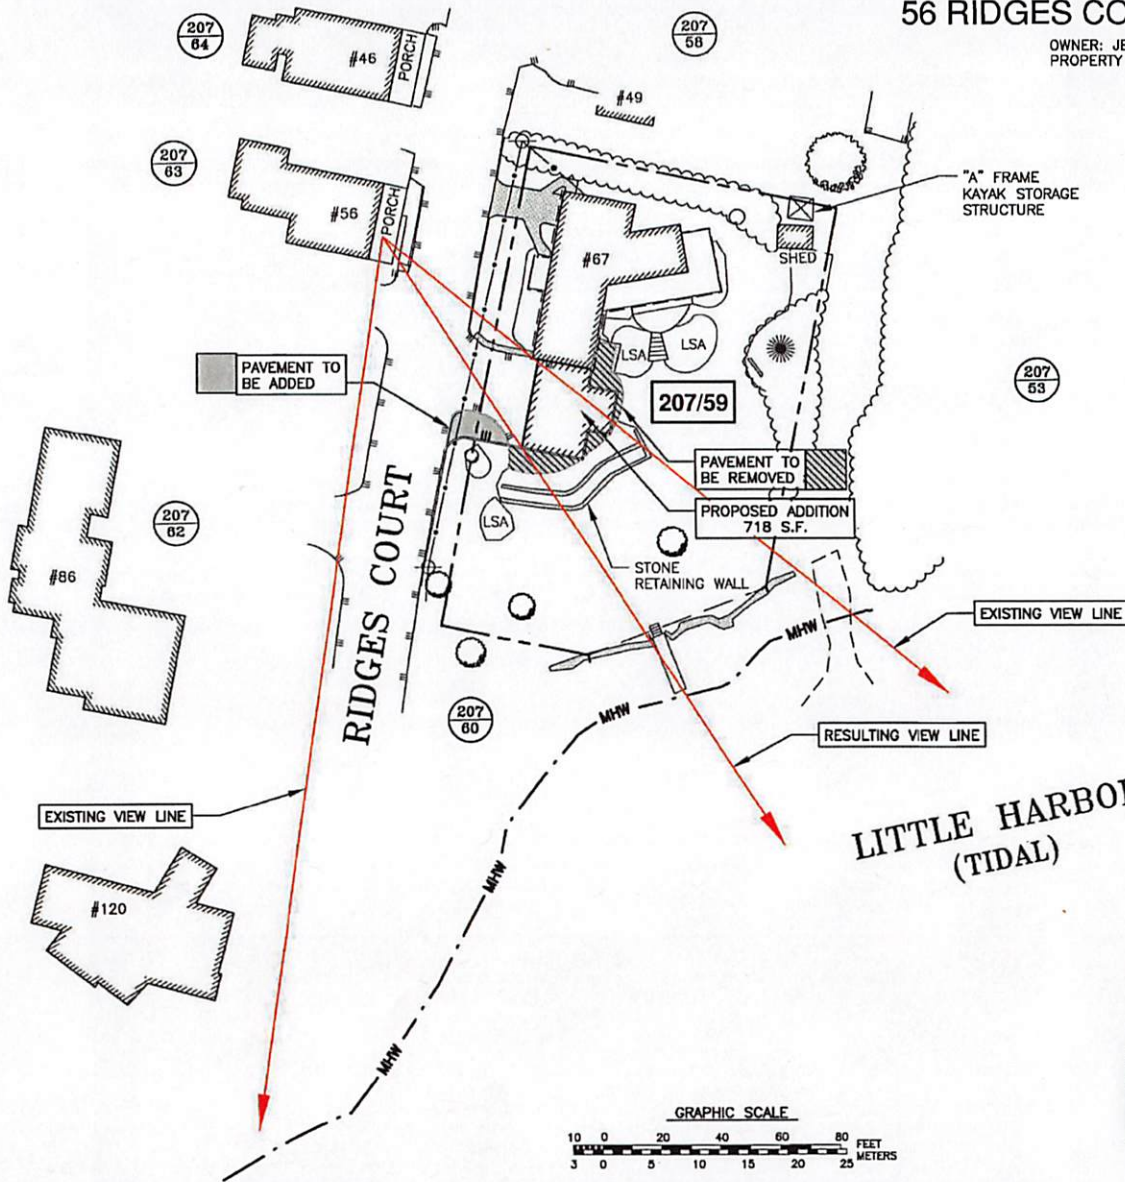 56 RIDGES CO
OWNER: JE
PROPERTY
207
64
#46
PORCH
207
58
#49
207
63
#56
PORCH
"A" FRAME
KAYAK STORAGE
STRUCTURE
#67
SHED
LSA
LSA
PAVEMENT TO
BE ADDED
207/59
207
53
PAVEMENT TO
BE REMOVED
PROPOSED ADDITION
718 S.F.
LSA
STONE
RETAINING WALL
207
62
#86
RIDGES COURT
EXISTING VIEW LINE
MHW
207
60
MHW
RESULTING VIEW LINE
EXISTING VIEW LINE
LITTLE HARBOR
(TIDAL)
MHW
#120
MHW
GRAPHIC SCALE
10 0 20 40 60 80 FEET
3 0 5 10 15 20 25 METERS